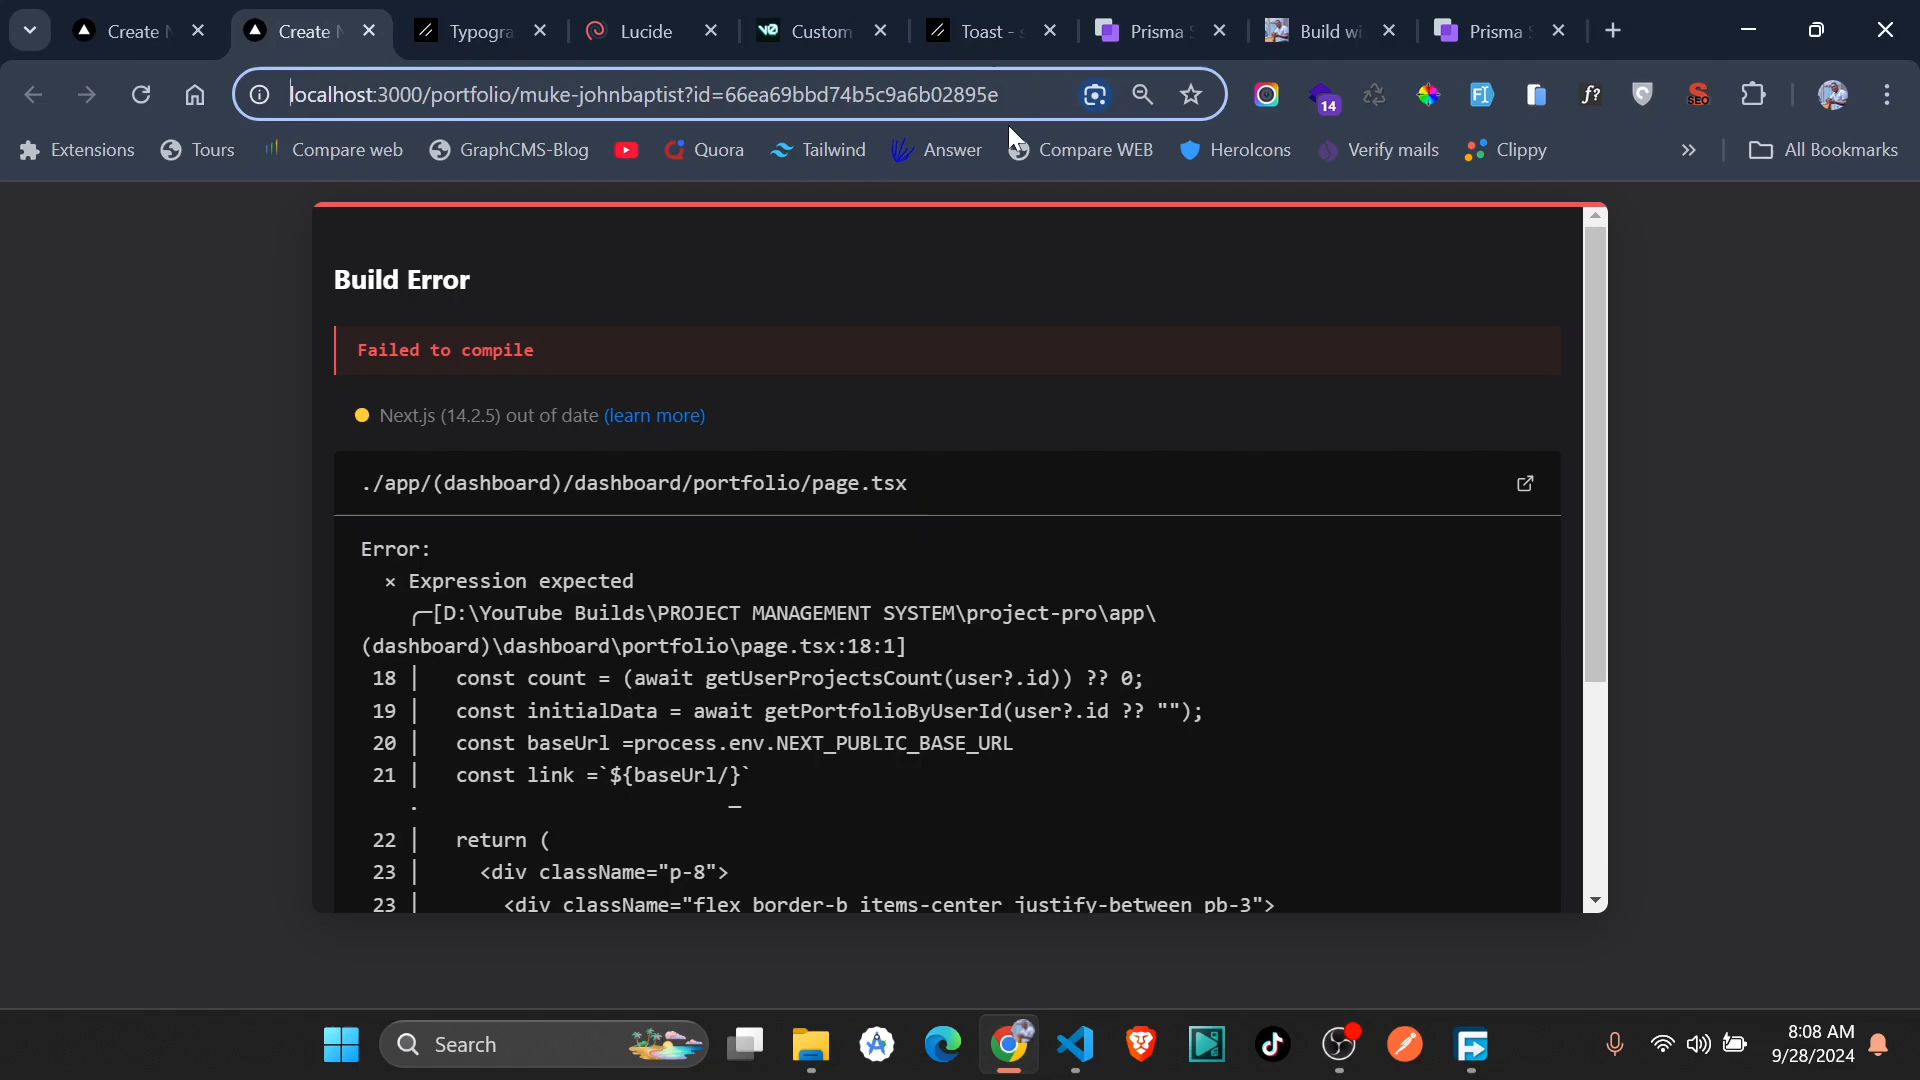 Create N
Create N
Typogra
Lucide
Custom
Toast - s
Prisma S
Build wi
Prisma S
localhost:3000/portfolio/muke-johnbaptist?id=66ea69bbd74b5c9a6b02895e
14
f?
SEO
Extensions
Tours
Compare web
GraphCMS-Blog
Quora
Tailwind
Answer
Compare WEB
HeroIcons
Verify mails
Clippy
All Bookmarks
Build Error
Failed to compile
Next.js (14.2.5) out of date (learn more)
./app/(dashboard)/dashboard/portfolio/page.tsx
Error:
× Expression expected
╭─[D:\YouTube Builds\PROJECT MANAGEMENT SYSTEM\project-pro\app\
(dashboard)\dashboard\portfolio\page.tsx:18:1]
18 │ const count = (await getUserProjectsCount(user?.id)) ?? 0;
19 │ const initialData = await getPortfolioByUserId(user?.id ?? "");
20 │ const baseUrl =process.env.NEXT_PUBLIC_BASE_URL
21 │ const link =`${baseUrl/}`
· ─
22 │ return (
23 │ <div className="p-8">
23 │ <div className="flex border-b items-center justify-between pb-3">
Search
8:08 AM
9/28/2024